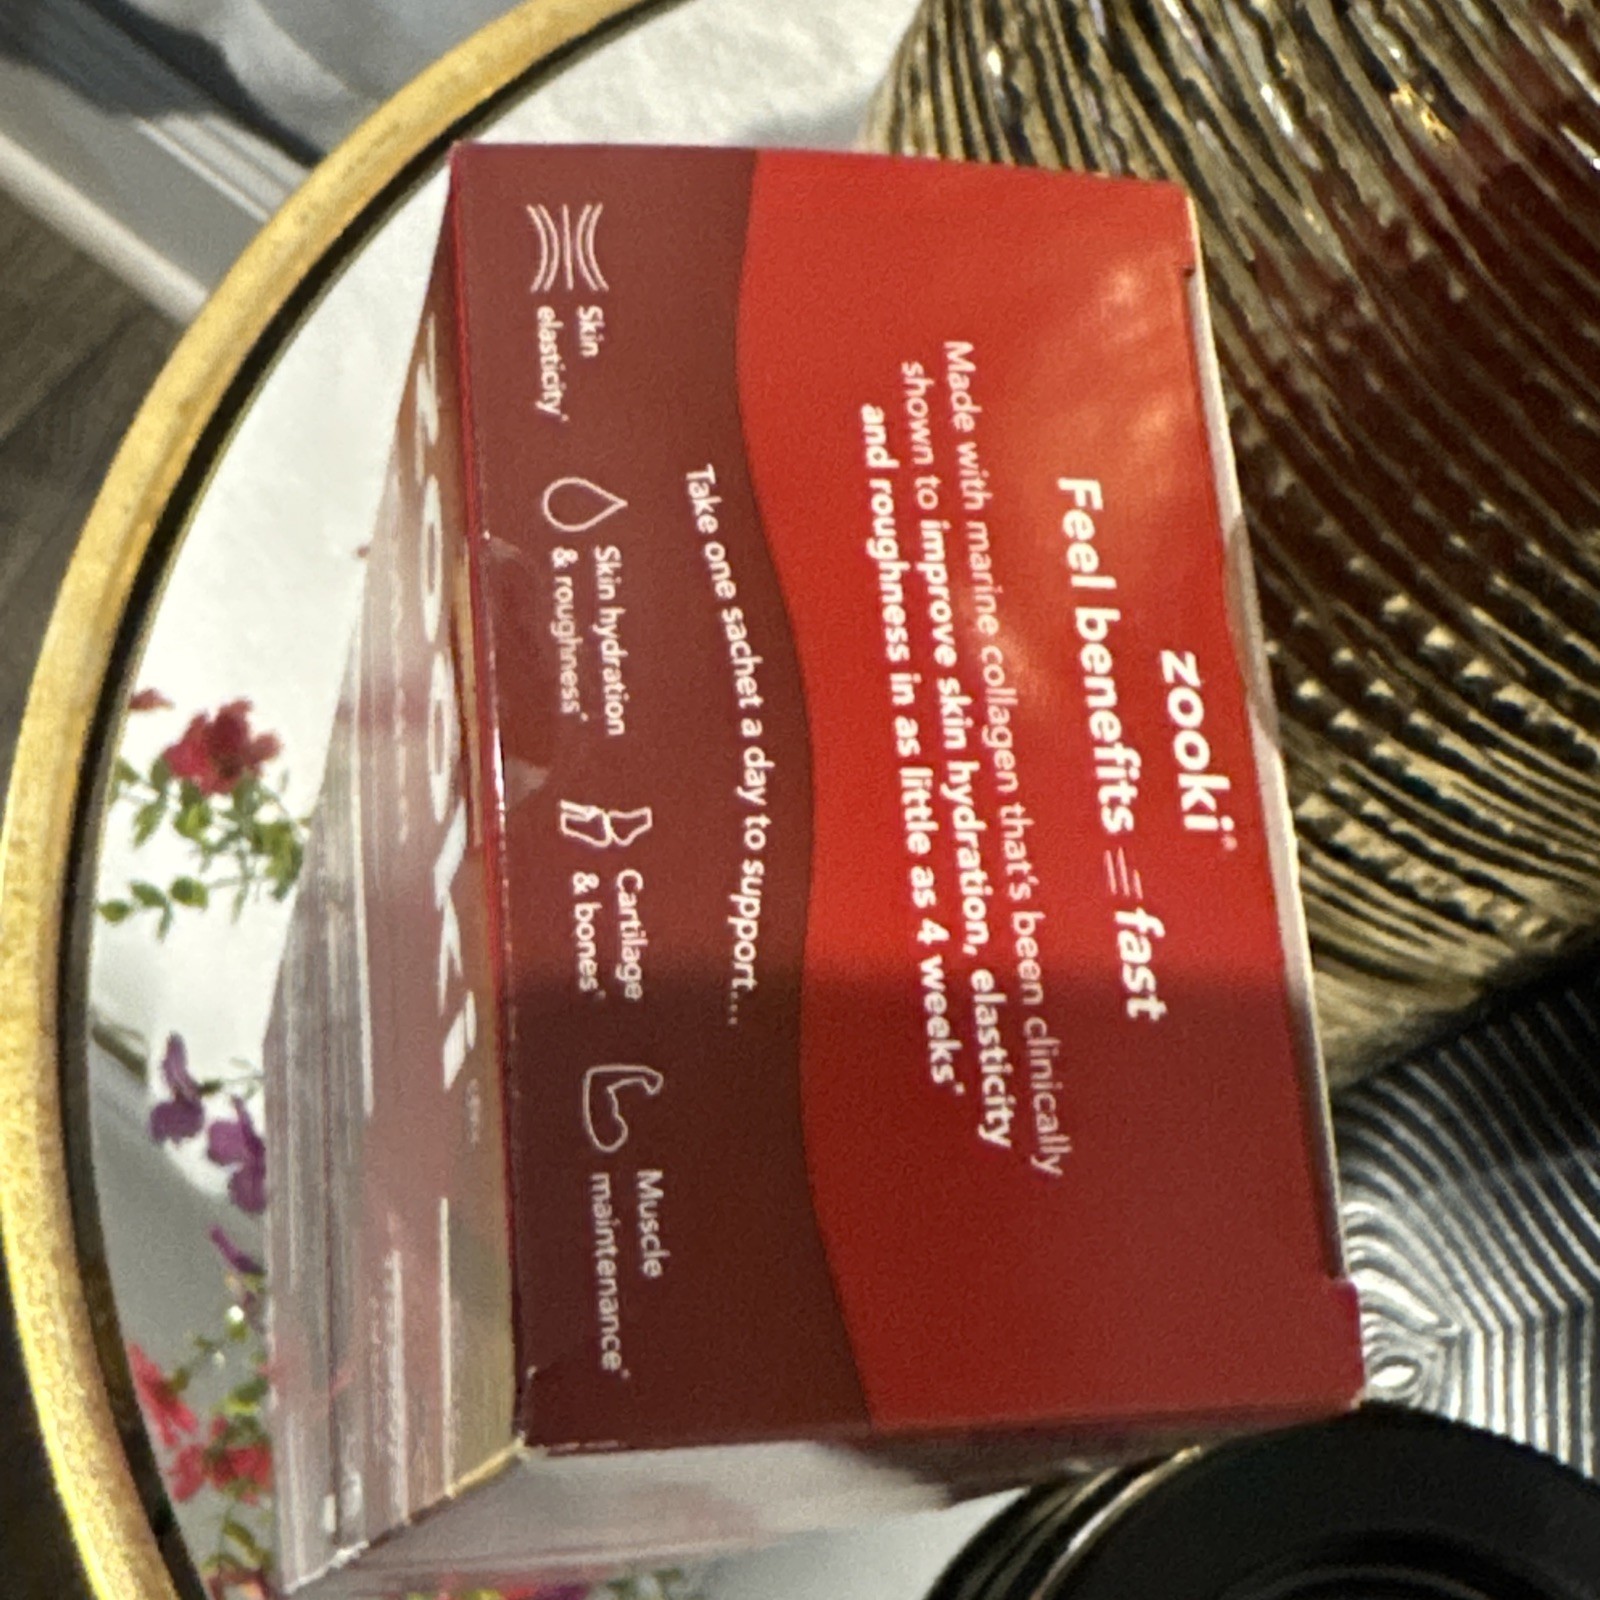 zooki®
Feel benefits = fast
Made with marine collagen that's been clinically
shown to improve skin hydration, elasticity
and roughness in as little as 4 weeks*
Take one sachet a day to support...
Skin
elasticity*
Skin hydration
& roughness*
Cartilage
& bones*
Muscle
maintenance*